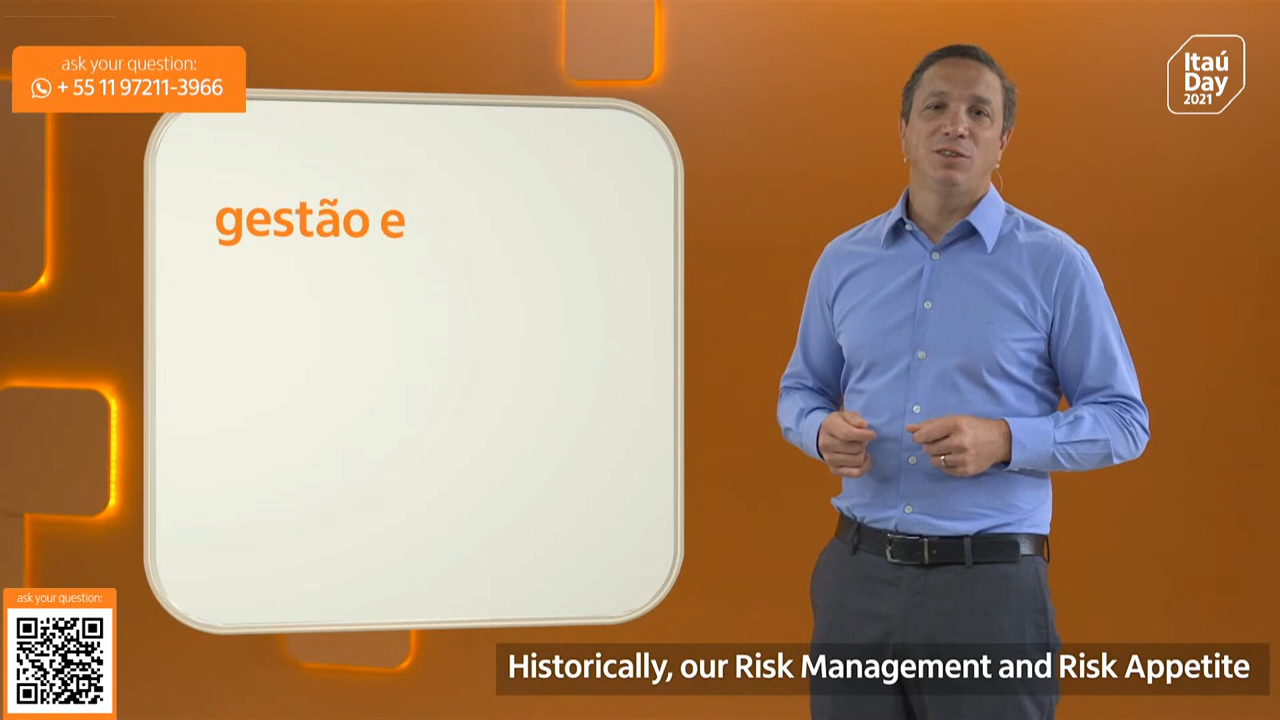 ask your question:
+ 55 11 97211-3966
Itaú
Day
2021
gestão e
ask your question:
Historically, our Risk Management and Risk Appetite